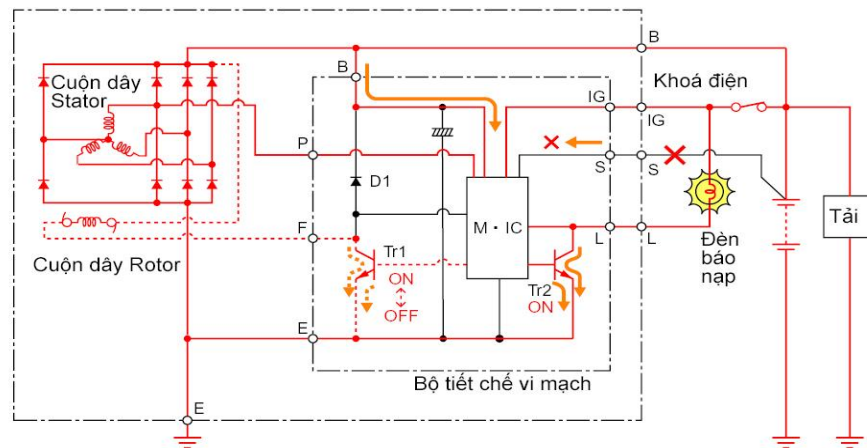 B
Cuộn dây
Stator
B
IG
Khoá điện
IG
P
S
S
D1
M · IC
Tải
F
L
L
Tr1
Đèn
báo
nạp
Cuộn dây Rotor
ON
OFF
Tr2
ON
E
Bộ tiết chế vi mạch
E